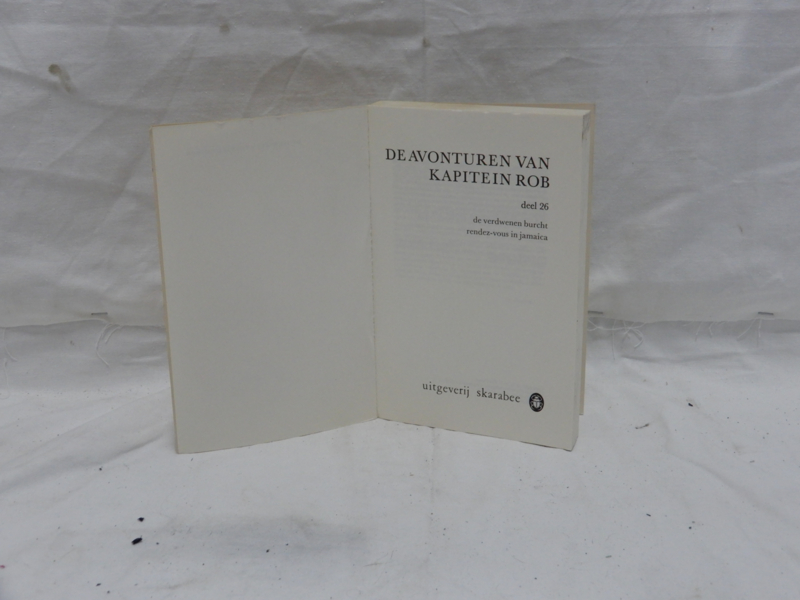 DE AVONTUREN VAN
KAPITEIN ROB
deel 26
de verdwenen burcht
rendez-vous in jamaica
uitgeverij skarabee